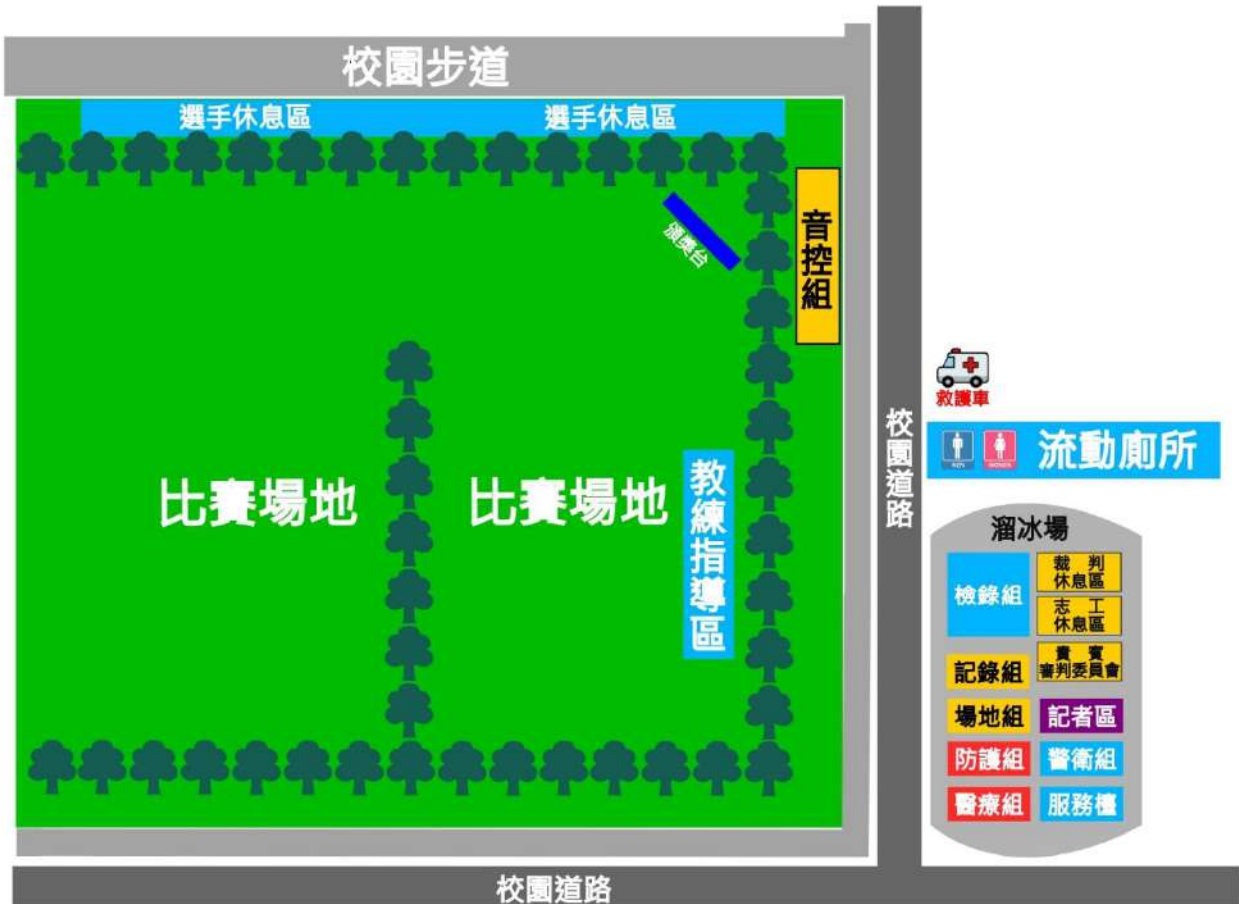 校園步道
選手休息區
選手休息區
頒獎台
音控組
比賽場地
比賽場地
教練指導區
校園道路
救護車
MEN
WOMEN
流動廁所
溜冰場
檢錄組
裁判
休息區
志工
休息區
記錄組
貴賓
審判委員會
場地組
記者區
防護組
警衛組
醫療組
服務檯
校園道路